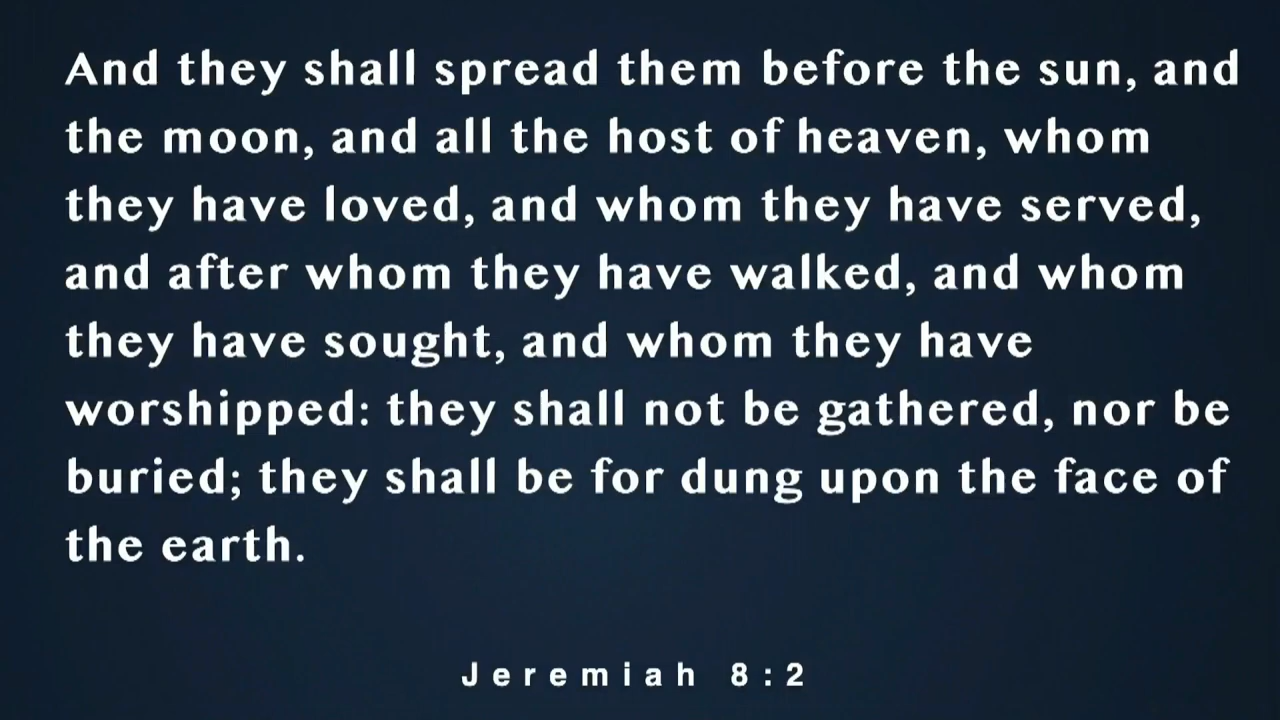 And they shall spread them before the sun, and
the moon, and all the host of heaven, whom
they have loved, and whom they have served,
and after whom they have walked, and whom
they have sought, and whom they have
worshipped: they shall not be gathered, nor be
buried; they shall be for dung upon the face of
the earth.
Jeremiah 8:2